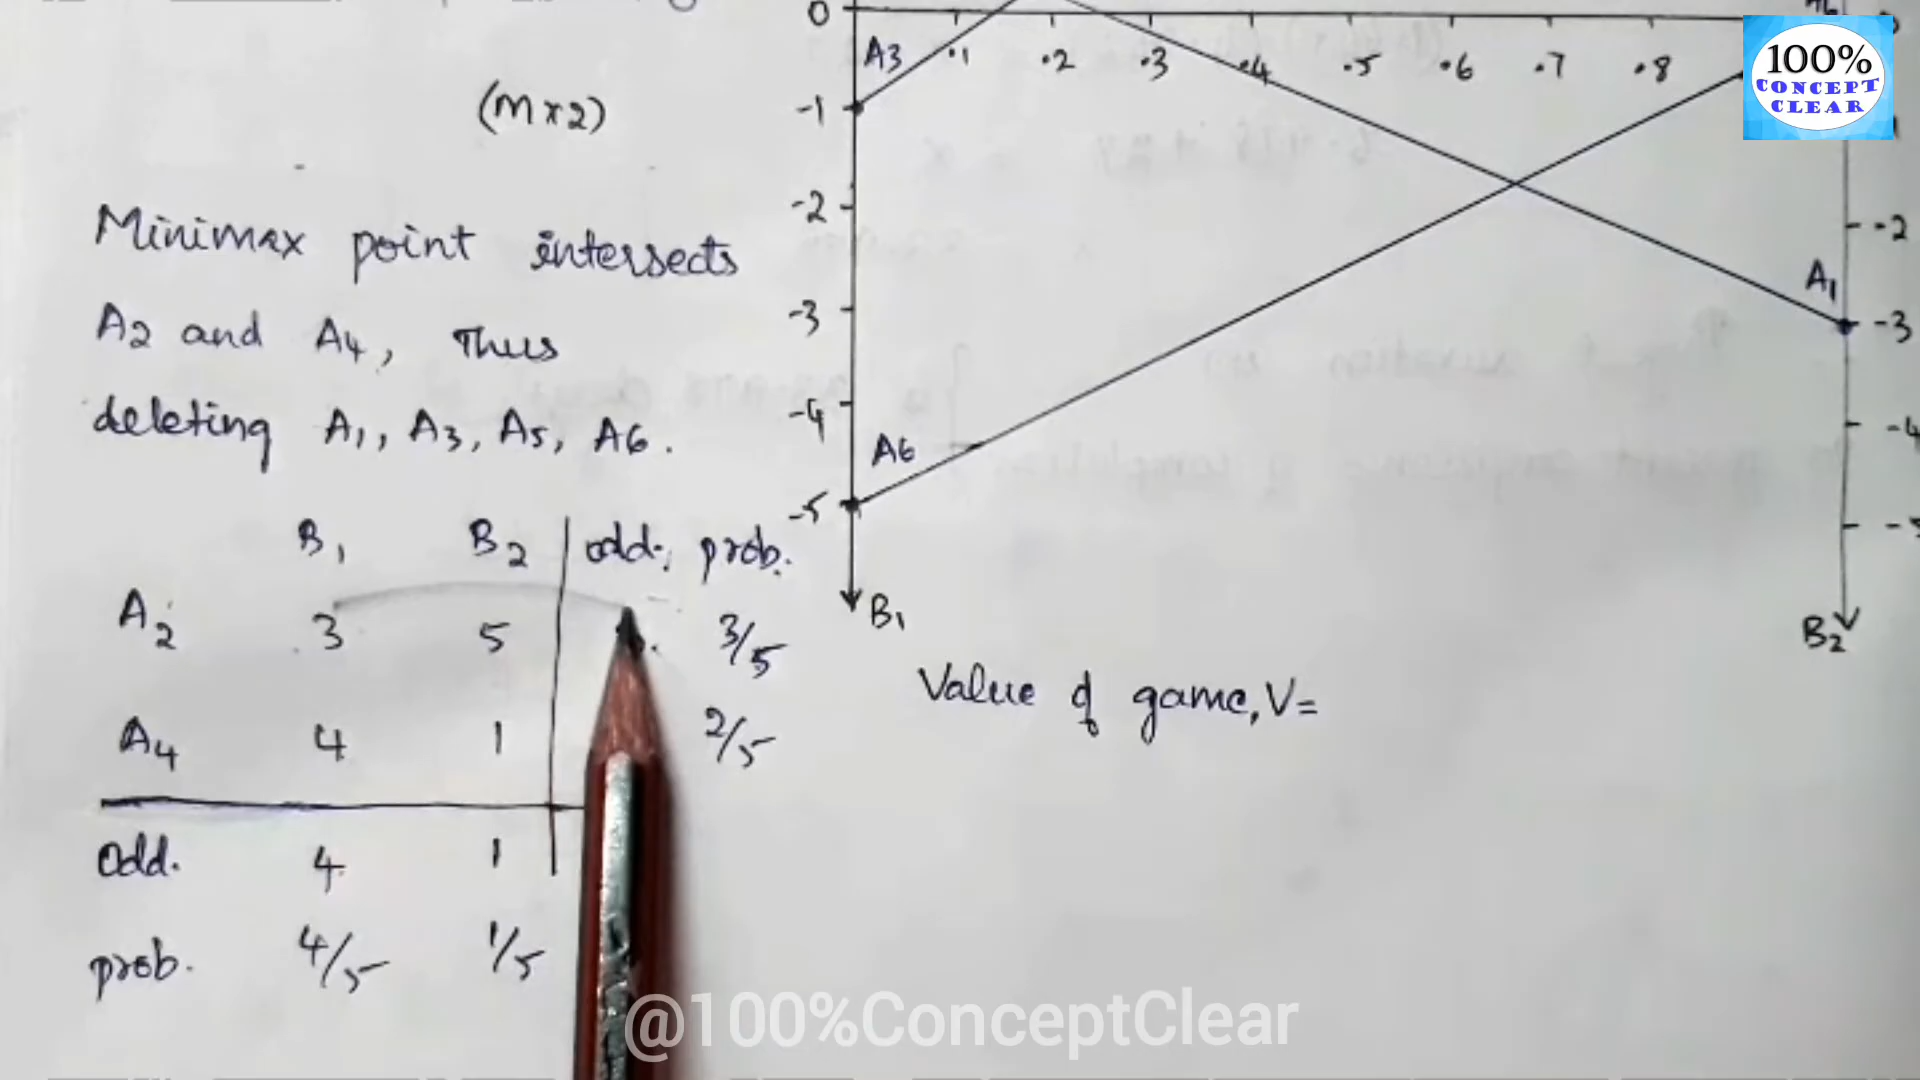 (m x 2)
Minimax point intersects
A2 and A4, Thus
deleting A1, A3, A5, A6.
B1 B2 odd. prob.
A2 3 5 3/5
A4 4 1 2/5
odd. 4 1
prob. 4/5 1/5
0
A3 .1 .2 .3 .4 .5 .6 .7 .8
-1
-2 -2
A1
-3 -3
-4 -4
A6
-5 -5
B1
B2
Value of game, V=
100%
CONCEPT
CLEAR
@100%ConceptClear